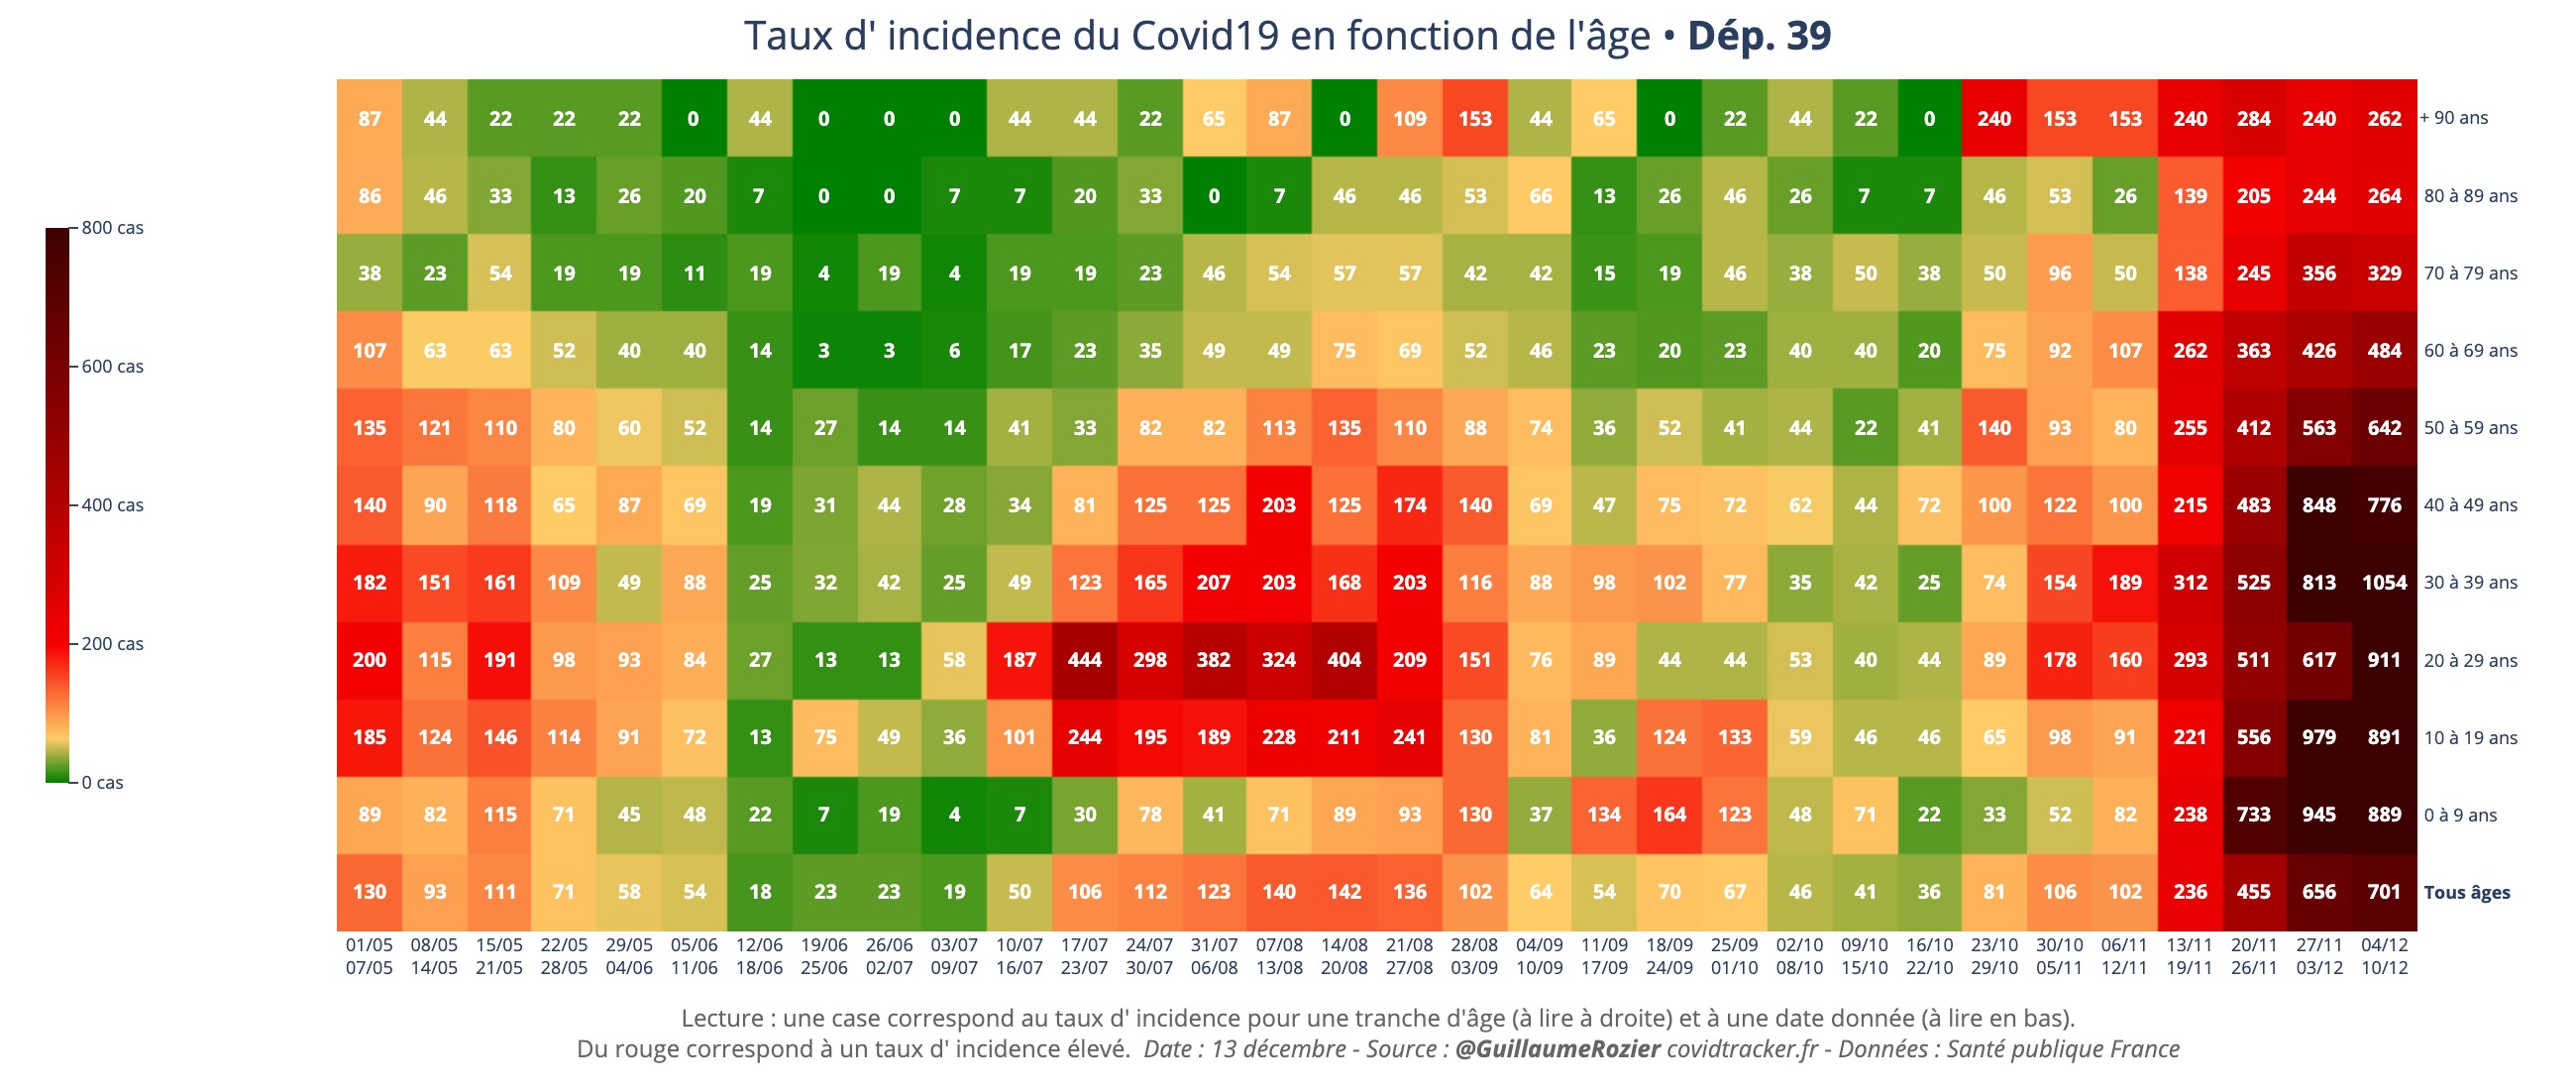 Taux d' incidence du Covid19 en fonction de l'âge • Dép. 39
87 44 22 22 22 0 44 0 0 0 44 44 22 65 87 0 109 153 44 65 0 22 44 22 0 240 153 153 240 284 240 262 + 90 ans
86 46 33 13 26 20 7 0 0 7 7 20 33 0 7 46 46 53 66 13 26 46 26 7 7 46 53 26 139 205 244 264 80 à 89 ans
800 cas
38 23 54 19 19 11 19 4 19 4 19 19 23 46 54 57 57 42 42 15 19 46 38 50 38 50 96 50 138 245 356 329 70 à 79 ans
107 63 63 52 40 40 14 3 3 6 17 23 35 49 49 75 69 52 46 23 20 23 40 40 20 75 92 107 262 363 426 484 60 à 69 ans
600 cas
135 121 110 80 60 52 14 27 14 14 41 33 82 82 113 135 110 88 74 36 52 41 44 22 41 140 93 80 255 412 563 642 50 à 59 ans
400 cas
140 90 118 65 87 69 19 31 44 28 34 81 125 125 203 125 174 140 69 47 75 72 62 44 72 100 122 100 215 483 848 776 40 à 49 ans
182 151 161 109 49 88 25 32 42 25 49 123 165 207 203 168 203 116 88 98 102 77 35 42 25 74 154 189 312 525 813 1054 30 à 39 ans
200 cas
200 115 191 98 93 84 27 13 13 58 187 444 298 382 324 404 209 151 76 89 44 44 53 40 44 89 178 160 293 511 617 911 20 à 29 ans
185 124 146 114 91 72 13 75 49 36 101 244 195 189 228 211 241 130 81 36 124 133 59 46 46 65 98 91 221 556 979 891 10 à 19 ans
0 cas
89 82 115 71 45 48 22 7 19 4 7 30 78 41 71 89 93 130 37 134 164 123 48 71 22 33 52 82 238 733 945 889 0 à 9 ans
130 93 111 71 58 54 18 23 23 19 50 106 112 123 140 142 136 102 64 54 70 67 46 41 36 81 106 102 236 455 656 701 Tous âges
01/05 08/05 15/05 22/05 29/05 05/06 12/06 19/06 26/06 03/07 10/07 17/07 24/07 31/07 07/08 14/08 21/08 28/08 04/09 11/09 18/09 25/09 02/10 09/10 16/10 23/10 30/10 06/11 13/11 20/11 27/11 04/12
07/05 14/05 21/05 28/05 04/06 11/06 18/06 25/06 02/07 09/07 16/07 23/07 30/07 06/08 13/08 20/08 27/08 03/09 10/09 17/09 24/09 01/10 08/10 15/10 22/10 29/10 05/11 12/11 19/11 26/11 03/12 10/12
Lecture : une case correspond au taux d' incidence pour une tranche d'âge (à lire à droite) et à une date donnée (à lire en bas).
Du rouge correspond à un taux d' incidence élevé. Date : 13 décembre - Source : @GuillaumeRozier covidtracker.fr - Données : Santé publique France